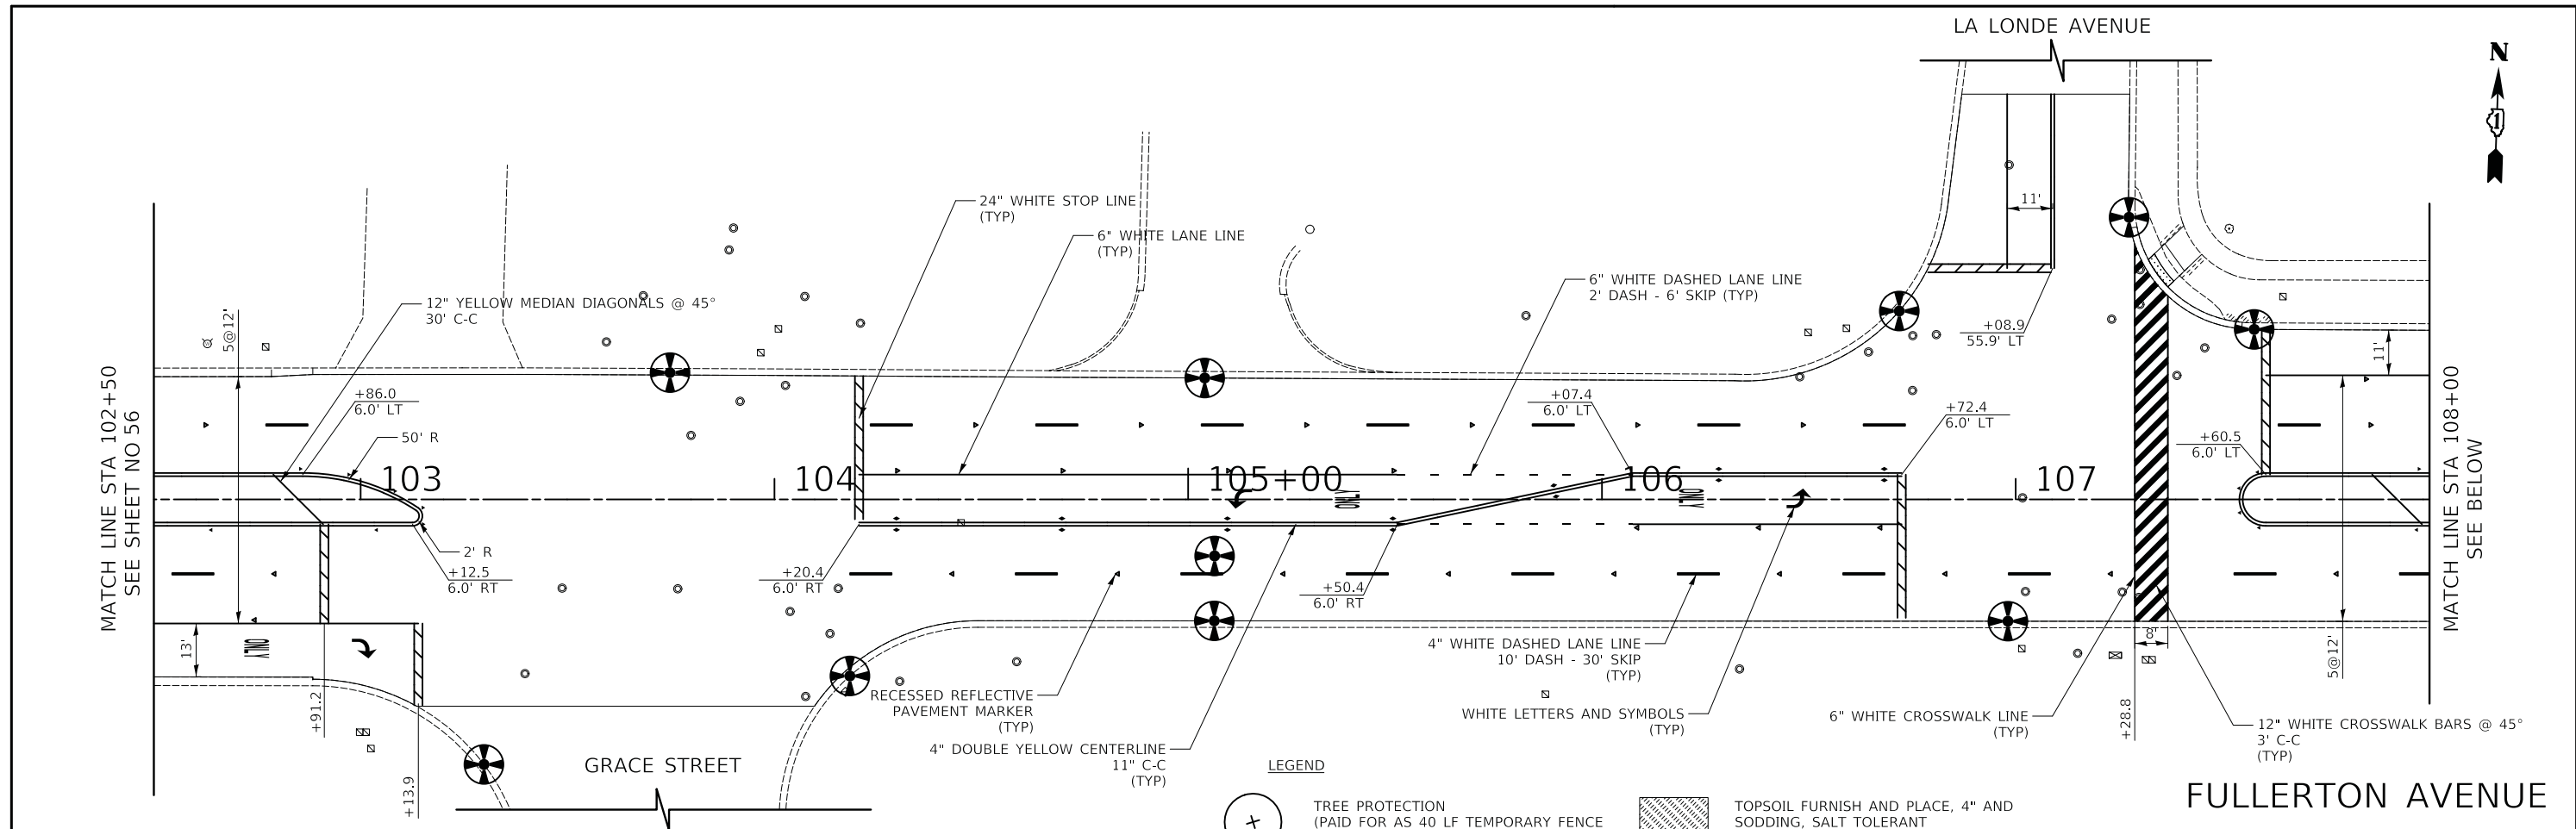 LA LONDE AVENUE
N
1
24" WHITE STOP LINE
(TYP)
6" WHITE LANE LINE
(TYP)
11'
6" WHITE DASHED LANE LINE
2' DASH - 6' SKIP (TYP)
12" YELLOW MEDIAN DIAGONALS @ 45°
30' C-C
5@12'
+08.9
55.9' LT
11'
+86.0
6.0' LT
+07.4
6.0' LT
+72.4
6.0' LT
50' R
+60.5
6.0' LT
MATCH LINE STA 102+50
SEE SHEET NO 56
103
104
105+00
106
107
MATCH LINE STA 108+00
SEE BELOW
ONLY
ONLY
2' R
+12.5
6.0' RT
+20.4
6.0' RT
+50.4
6.0' RT
13'
ONLY
8'
4" WHITE DASHED LANE LINE
10' DASH - 30' SKIP
(TYP)
5@12'
+91.2
RECESSED REFLECTIVE
PAVEMENT MARKER
(TYP)
WHITE LETTERS AND SYMBOLS
(TYP)
6" WHITE CROSSWALK LINE
(TYP)
+28.8
12" WHITE CROSSWALK BARS @ 45°
3' C-C
(TYP)
4" DOUBLE YELLOW CENTERLINE
11" C-C
(TYP)
GRACE STREET
+13.9
LEGEND
TREE PROTECTION
(PAID FOR AS 40 LF TEMPORARY FENCE
TOPSOIL FURNISH AND PLACE, 4" AND
SODDING, SALT TOLERANT
FULLERTON AVENUE